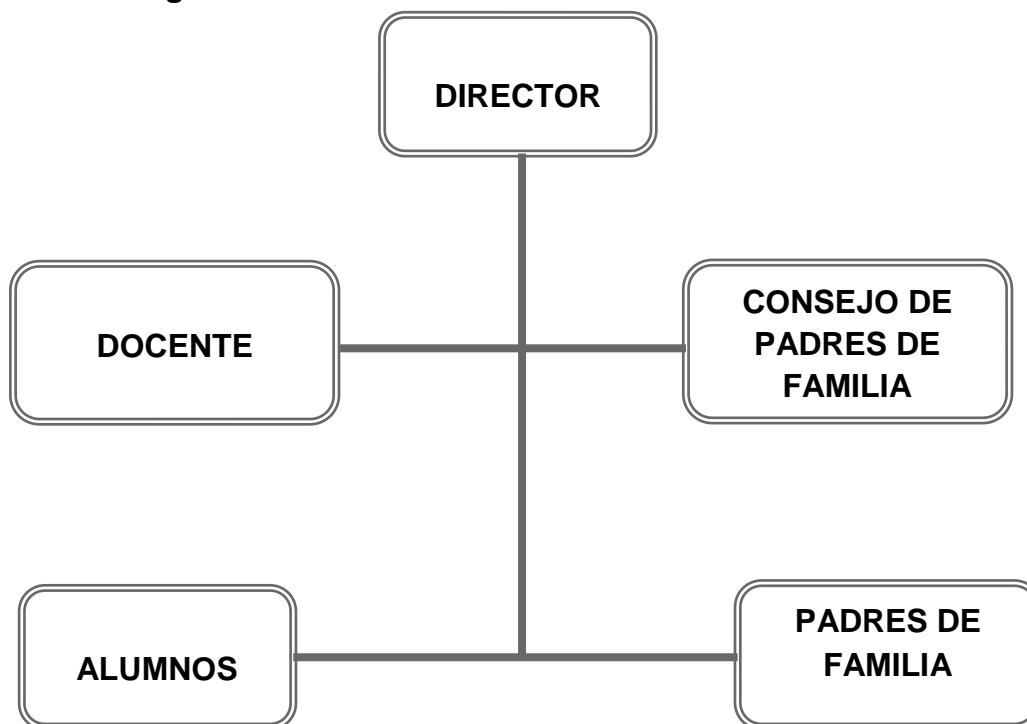 DIRECTOR
DOCENTE
CONSEJO DE
PADRES DE
FAMILIA
ALUMNOS
PADRES DE
FAMILIA